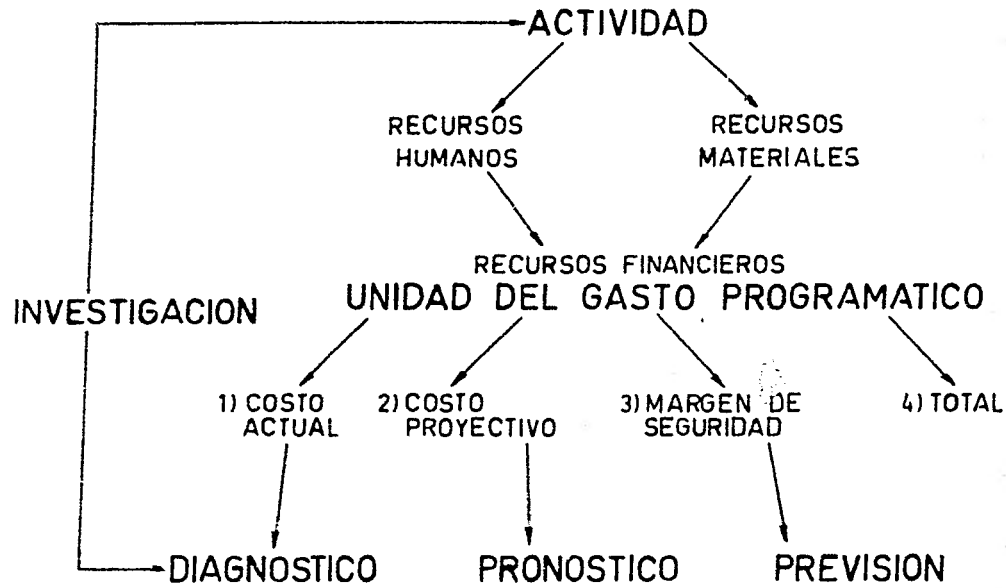 ACTIVIDAD
RECURSOS
HUMANOS
RECURSOS
MATERIALES
RECURSOS FINANCIEROS
UNIDAD DEL GASTO PROGRAMATICO
INVESTIGACION
1) COSTO
ACTUAL
2) COSTO
PROYECTIVO
3) MARGEN DE
SEGURIDAD
4) TOTAL
DIAGNOSTICO
PRONOSTICO
PREVISION